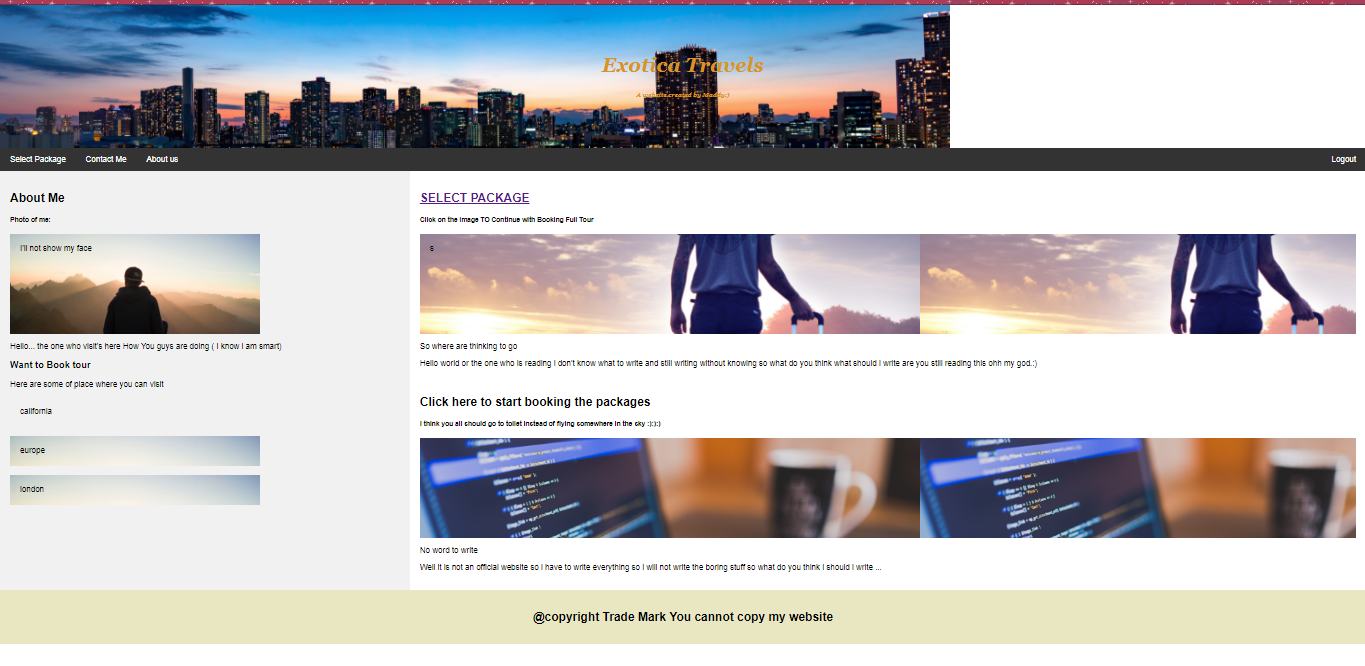 Exotica Travels
A website created by
Select Package
Contact Me
About us
Logout
About Me
Photo of me:
I'll not show my face
Hello... the one who visit's here How You guys are doing ( I know I am smart)
Want to Book tour
Here are some of place where you can visit
california
europe
london
SELECT PACKAGE
Click on the image TO Continue with Booking Full Tour
s
So where are thinking to go
Hello world or the one who is reading I don't know what to write and still writing without knowing so what do you think what should I write are you still reading this ohh my god.:)
Click here to start booking the packages
I think you all should go to toilet instead of flying somewhere in the sky :):):)
No word to write
Well it is not an official website so I have to write everything so I will not write the boring stuff so what do you think I should I write ...
@copyright Trade Mark You cannot copy my website